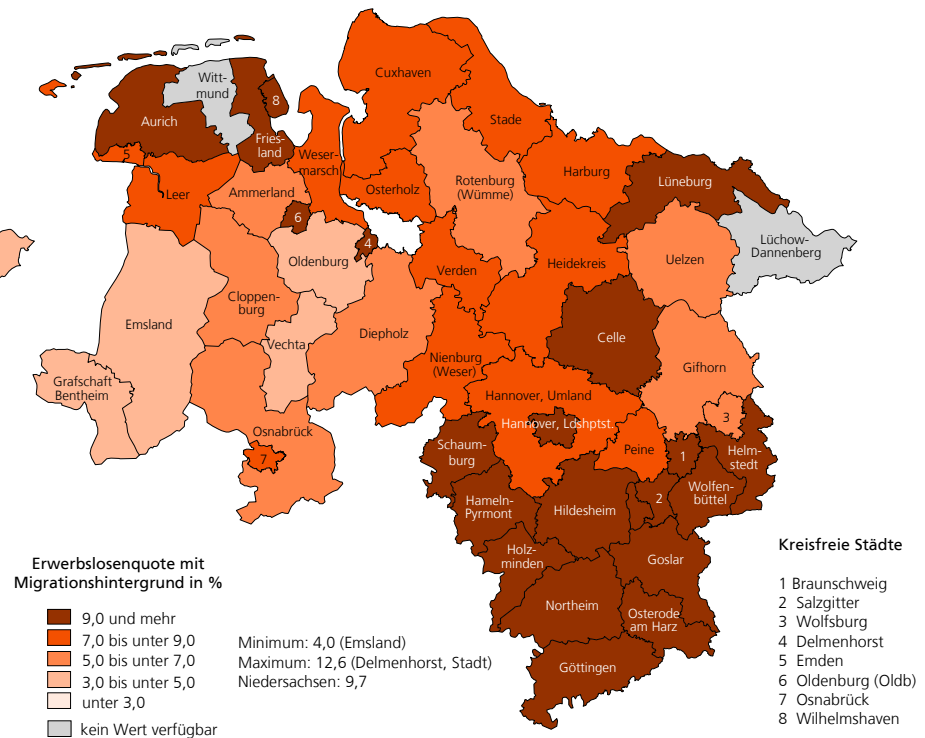 Cuxhaven
Witt-
mund
8
Aurich
Stade
Fries-
land
5
Weser-
marsch
Harburg
Leer
Ammerland
Osterholz
Rotenburg
(Wümme)
Lüneburg
6
4
Lüchow-
Dannenberg
Oldenburg
Verden
Heidekreis
Uelzen
Cloppen-
burg
Emsland
Diepholz
Celle
Vechta
Nienburg
(Weser)
Gifhorn
Grafschaft
Bentheim
Hannover, Umland
3
Hannover, Ldshptst.
Osnabrück
Schaum-
burg
Peine
1
Helm-
stedt
7
Wolfen-
büttel
Hameln-
Pyrmont
Hildesheim
2
Holz-
minden
Goslar
Northeim
Osterode
am Harz
Göttingen
Erwerbslosenquote mit
Migrationshintergrund in %
9,0 und mehr
7,0 bis unter 9,0
5,0 bis unter 7,0
3,0 bis unter 5,0
unter 3,0
kein Wert verfügbar
Minimum: 4,0 (Emsland)
Maximum: 12,6 (Delmenhorst, Stadt)
Niedersachsen: 9,7
Kreisfreie Städte
1 Braunschweig
2 Salzgitter
3 Wolfsburg
4 Delmenhorst
5 Emden
6 Oldenburg (Oldb)
7 Osnabrück
8 Wilhelmshaven